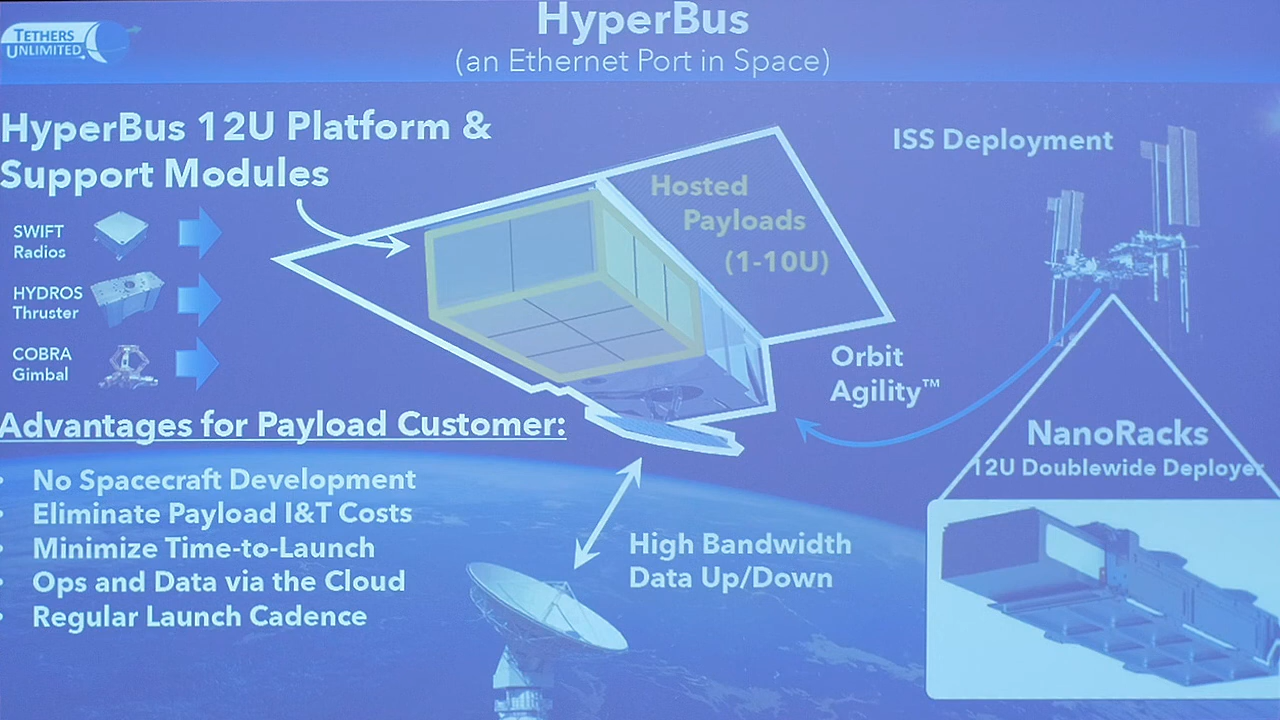 TETHERS
UNLIMITED
HyperBus
(an Ethernet Port in Space)
HyperBus 12U Platform &
Support Modules
SWIFT
Radios
HYDROS
Thruster
COBRA
Gimbal
Hosted
Payloads
(1-10U)
ISS Deployment
Orbit
Agility™
NanoRacks
12U Doublewide Deployer
Advantages for Payload Customer:
• No Spacecraft Development
• Eliminate Payload I&T Costs
• Minimize Time-to-Launch
• Ops and Data via the Cloud
• Regular Launch Cadence
High Bandwidth
Data Up/Down